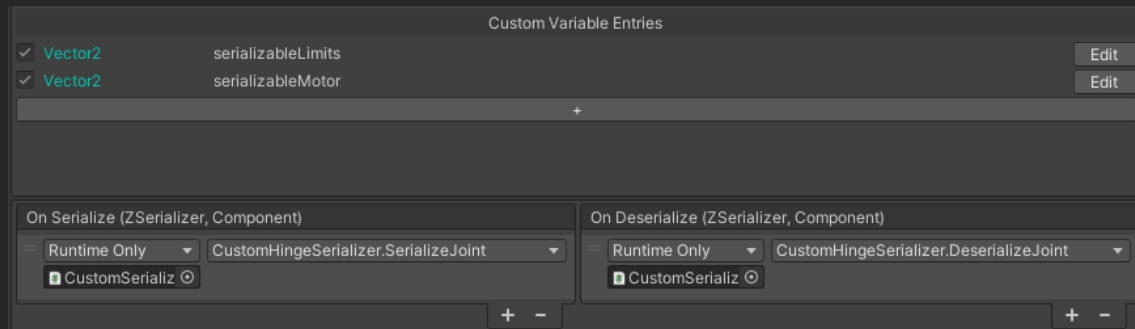 Custom Variable Entries
Vector2 serializableLimits Edit
Vector2 serializableMotor Edit
+
On Serialize (ZSerializer, Component)
Runtime Only CustomHingeSerializer.SerializeJoint
CustomSerializ
+ -
On Deserialize (ZSerializer, Component)
Runtime Only CustomHingeSerializer.DeserializeJoint
CustomSerializ
+ -